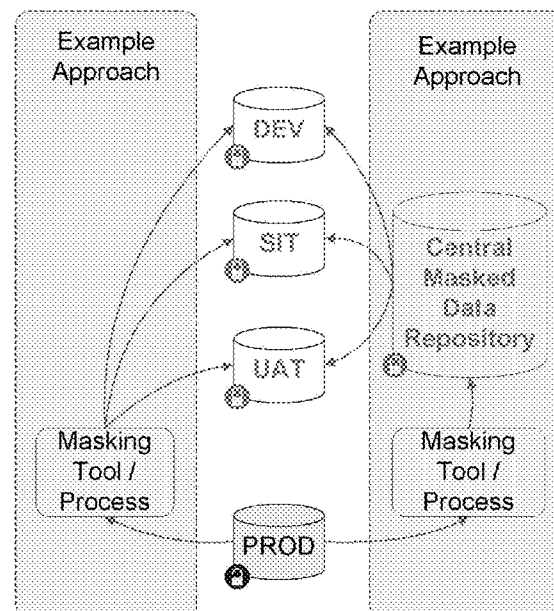 Example
Approach
Example
Approach
DEV
SIT
UAT
Central
Masked
Data
Repository
Masking
Tool /
Process
Masking
Tool /
Process
PROD